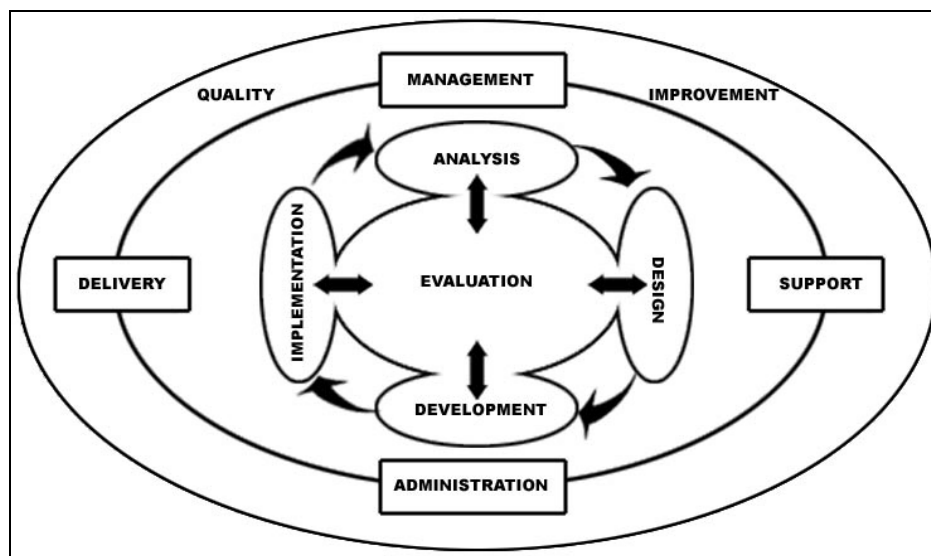 MANAGEMENT
QUALITY
IMPROVEMENT
ANALYSIS
IMPLEMENTATION
DELIVERY
EVALUATION
DESIGN
SUPPORT
DEVELOPMENT
ADMINISTRATION